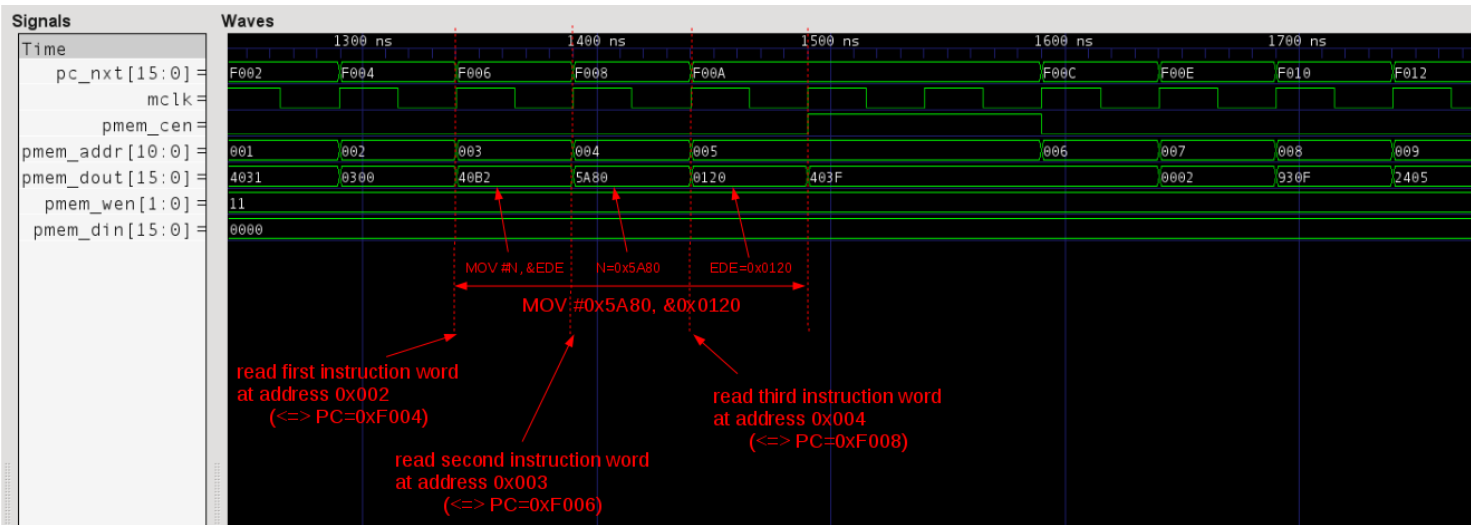 Signals
Waves
Time
1300 ns 1400 ns 1500 ns 1600 ns 1700 ns
pc_nxt[15:0]= F002 F004 F006 F008 F00A F00C F00E F010 F012
mclk=
pmem_cen=
pmem_addr[10:0]= 001 002 003 004 005 006 007 008 009
pmem_dout[15:0]= 4031 0300 40B2 5A80 0120 403F 0002 930F 2405
pmem_wen[1:0]= 11
pmem_din[15:0]= 0000
MOV #N, &EDE N=0x5A80 EDE=0x0120
MOV #0x5A80, &0x0120
read first instruction word
at address 0x002
(<=> PC=0xF004)
read second instruction word
at address 0x003
(<=> PC=0xF006)
read third instruction word
at address 0x004
(<=> PC=0xF008)